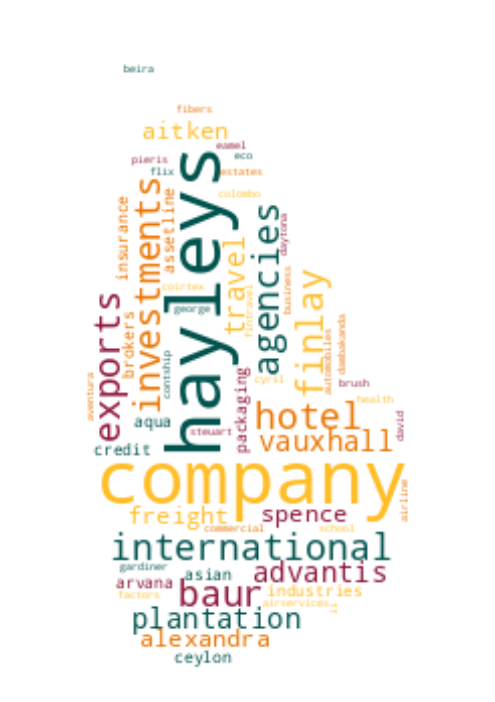 beira
fibers
aitken
eamel
pieris
eco
flix
estates
hayleys
investments
assetline
insurance
colombo
agencies
daytona
travel
coirtex
george
fintravel
business
finlay
exports
brokers
contship
automobiles
dambakanda
cyril
brush
aventura
packaging
health
hotel
aqua
steuart
david
vauxhall
credit
company
airline
freight
spence
commercial
school
international
gardiner
asian
advantis
arvana
baur
industries
factors
airservices
plantation
alexandra
ceylon